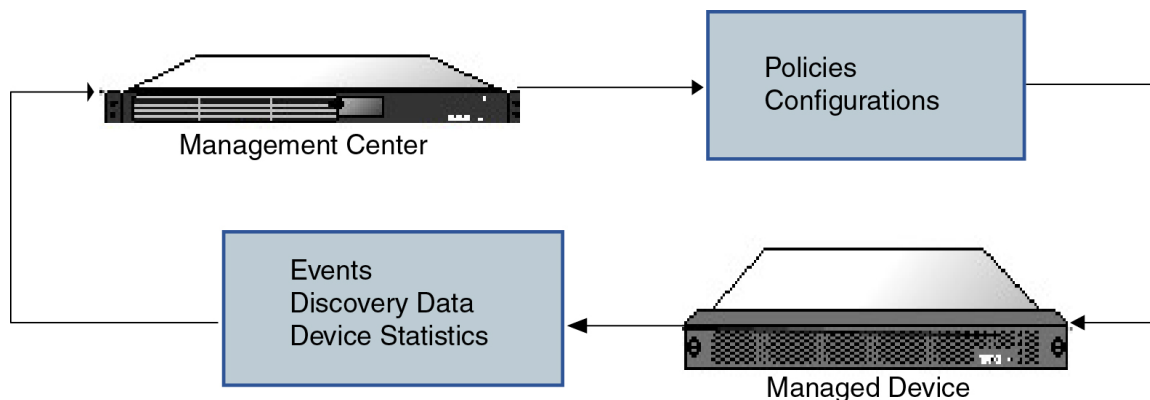 Policies
Configurations
Management Center
Events
Discovery Data
Device Statistics
Managed Device